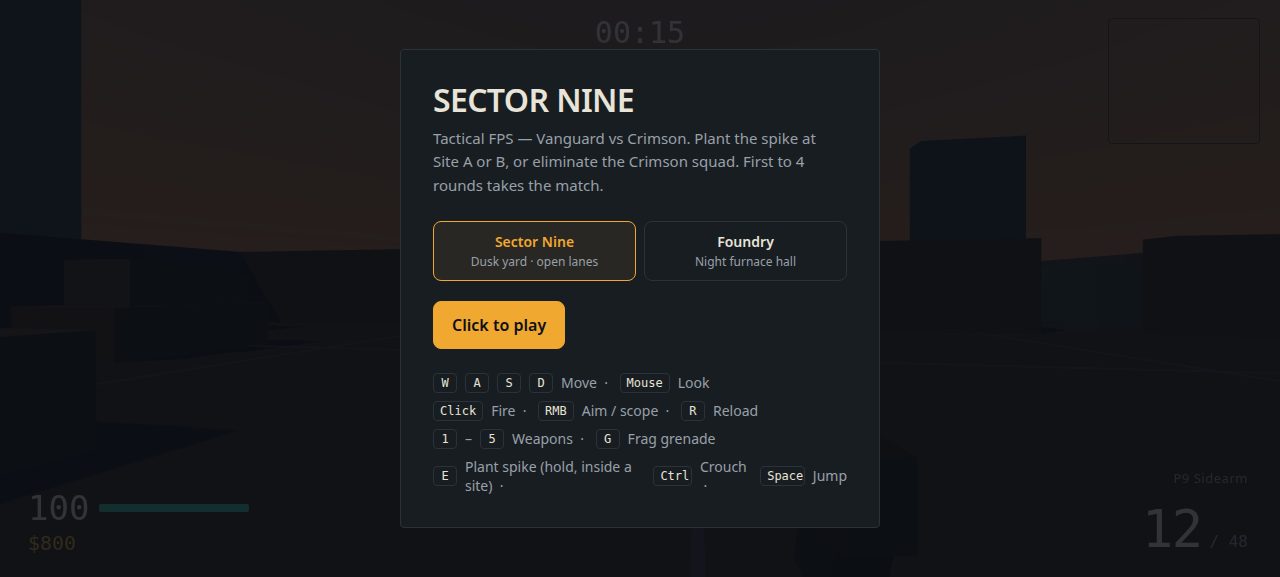 00:15
SECTOR NINE
Tactical FPS — Vanguard vs Crimson. Plant the spike at
Site A or B, or eliminate the Crimson squad. First to 4
rounds takes the match.
Sector Nine
Dusk yard · open lanes
Foundry
Night furnace hall
Click to play
W A S D Move · Mouse Look
Click Fire · RMB Aim / scope · R Reload
1 – 5 Weapons · G Frag grenade
E Plant spike (hold, inside a site) · Ctrl Crouch · Space Jump
100
$800
P9 Sidearm
12 / 48